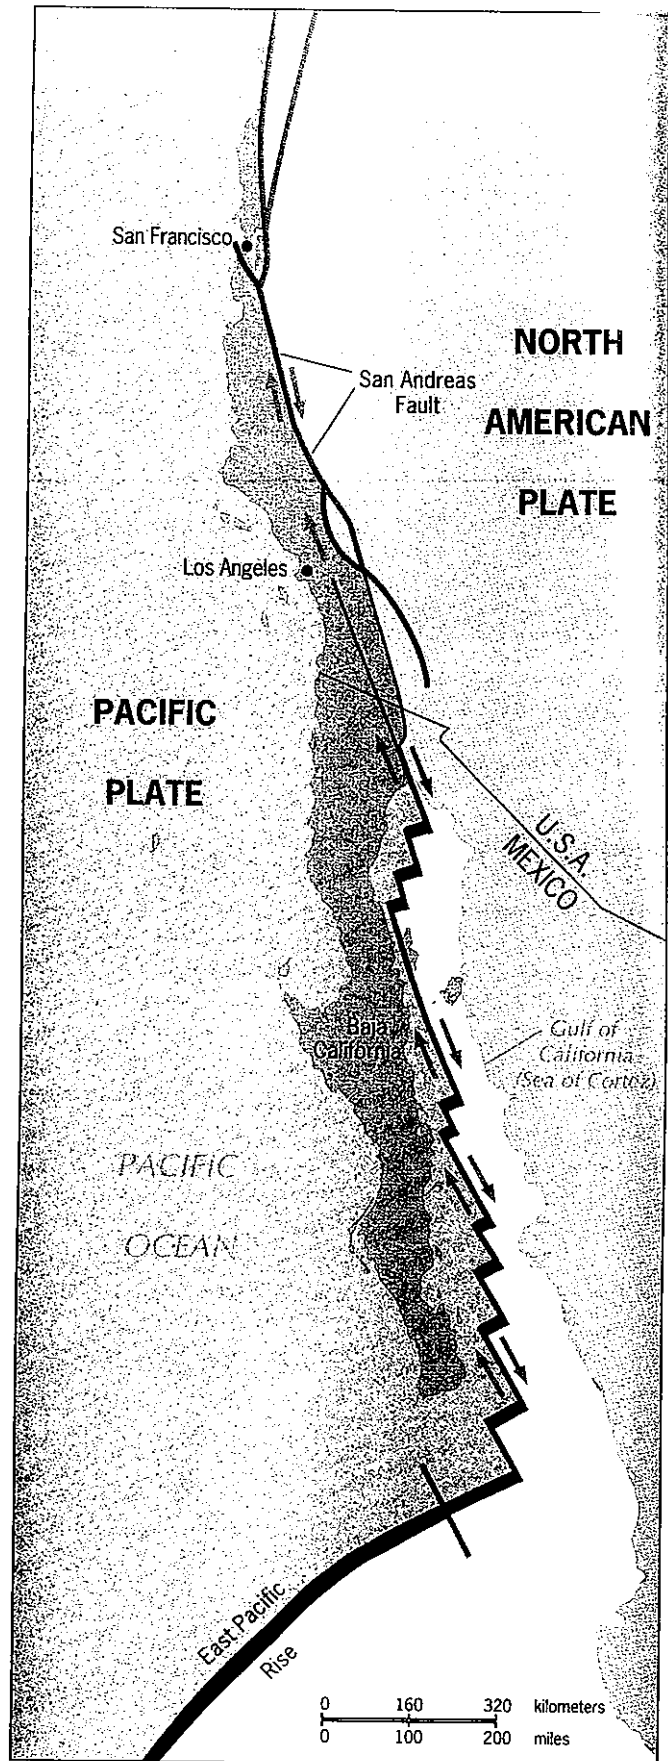 San Francisco
NORTH
AMERICAN
PLATE
San Andreas
Fault
Los Angeles
PACIFIC
PLATE
U.S.A.
MEXICO
Baja
California
Gulf of
California
(Sea of Cortez)
PACIFIC
OCEAN
East Pacific
Rise
0 160 320 kilometers
0 100 200 miles